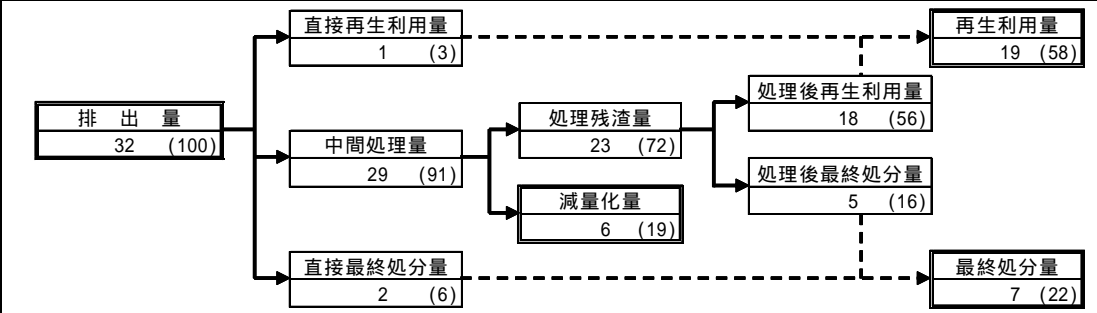 直接再生利用量
1 (3)
再生利用量
19 (58)
処理後再生利用量
18 (56)
排 出 量
32 (100)
処理残渣量
23 (72)
中間処理量
29 (91)
処理後最終処分量
5 (16)
減量化量
6 (19)
直接最終処分量
2 (6)
最終処分量
7 (22)